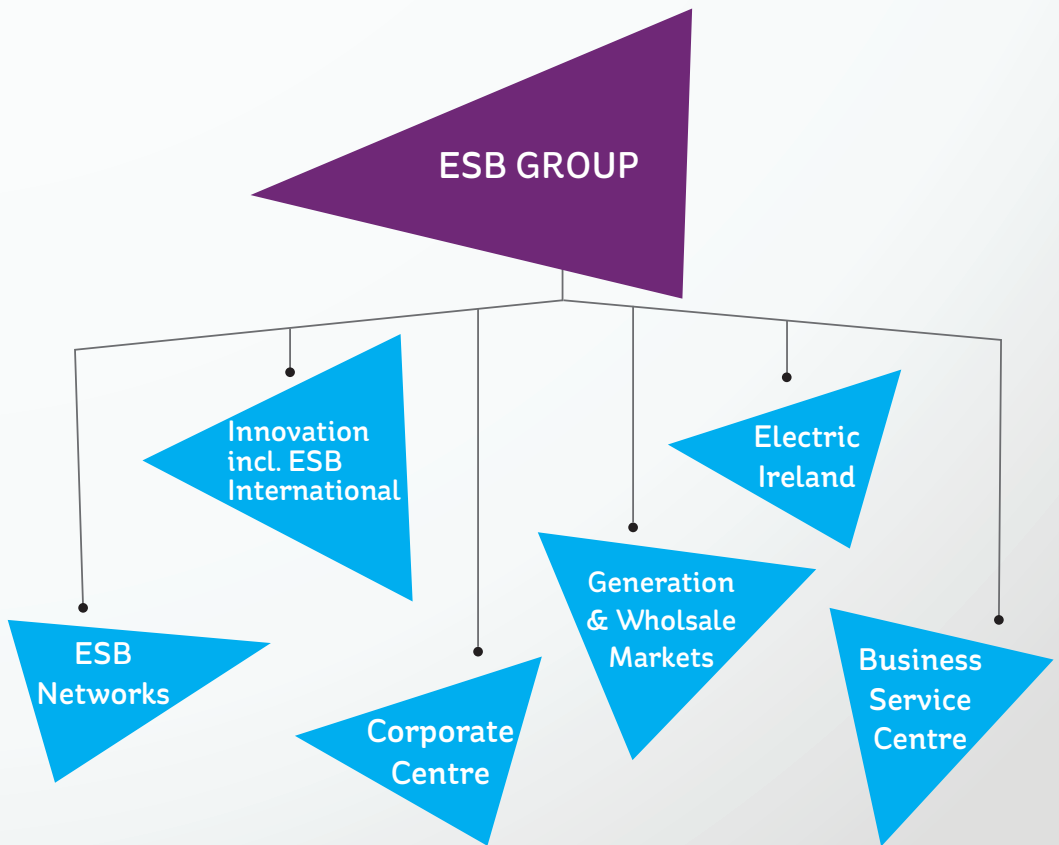 ESB GROUP
Innovation
incl. ESB
International
Electric
Ireland
Generation
& Wholsale
Markets
ESB
Networks
Business
Service
Centre
Corporate
Centre